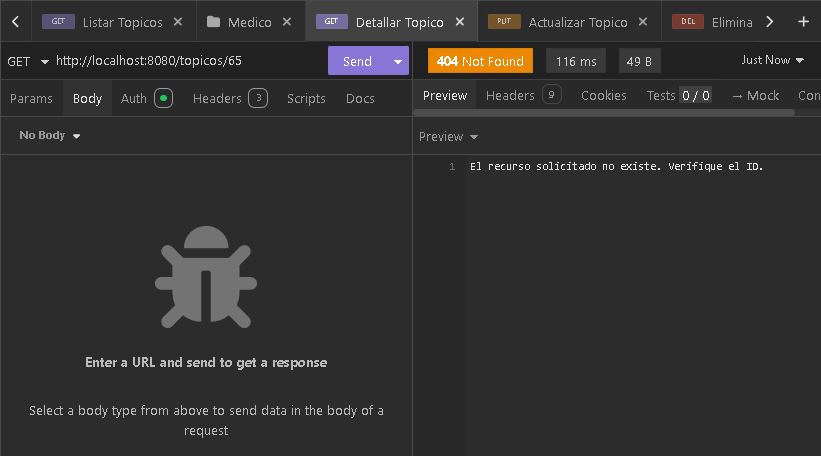 GET Listar Topicos
Medico
GET Detallar Topico
PUT Actualizar Topico
DEL Elimina
GET http://localhost:8080/topicos/65
Send
404 Not Found
116 ms
49 B
Just Now
Params
Body
Auth
Headers 3
Scripts
Docs
Preview
Headers 9
Cookies
Tests 0 / 0
→ Mock
Con
No Body
Preview
1 El recurso solicitado no existe. Verifique el ID.
Enter a URL and send to get a response
Select a body type from above to send data in the body of a
request